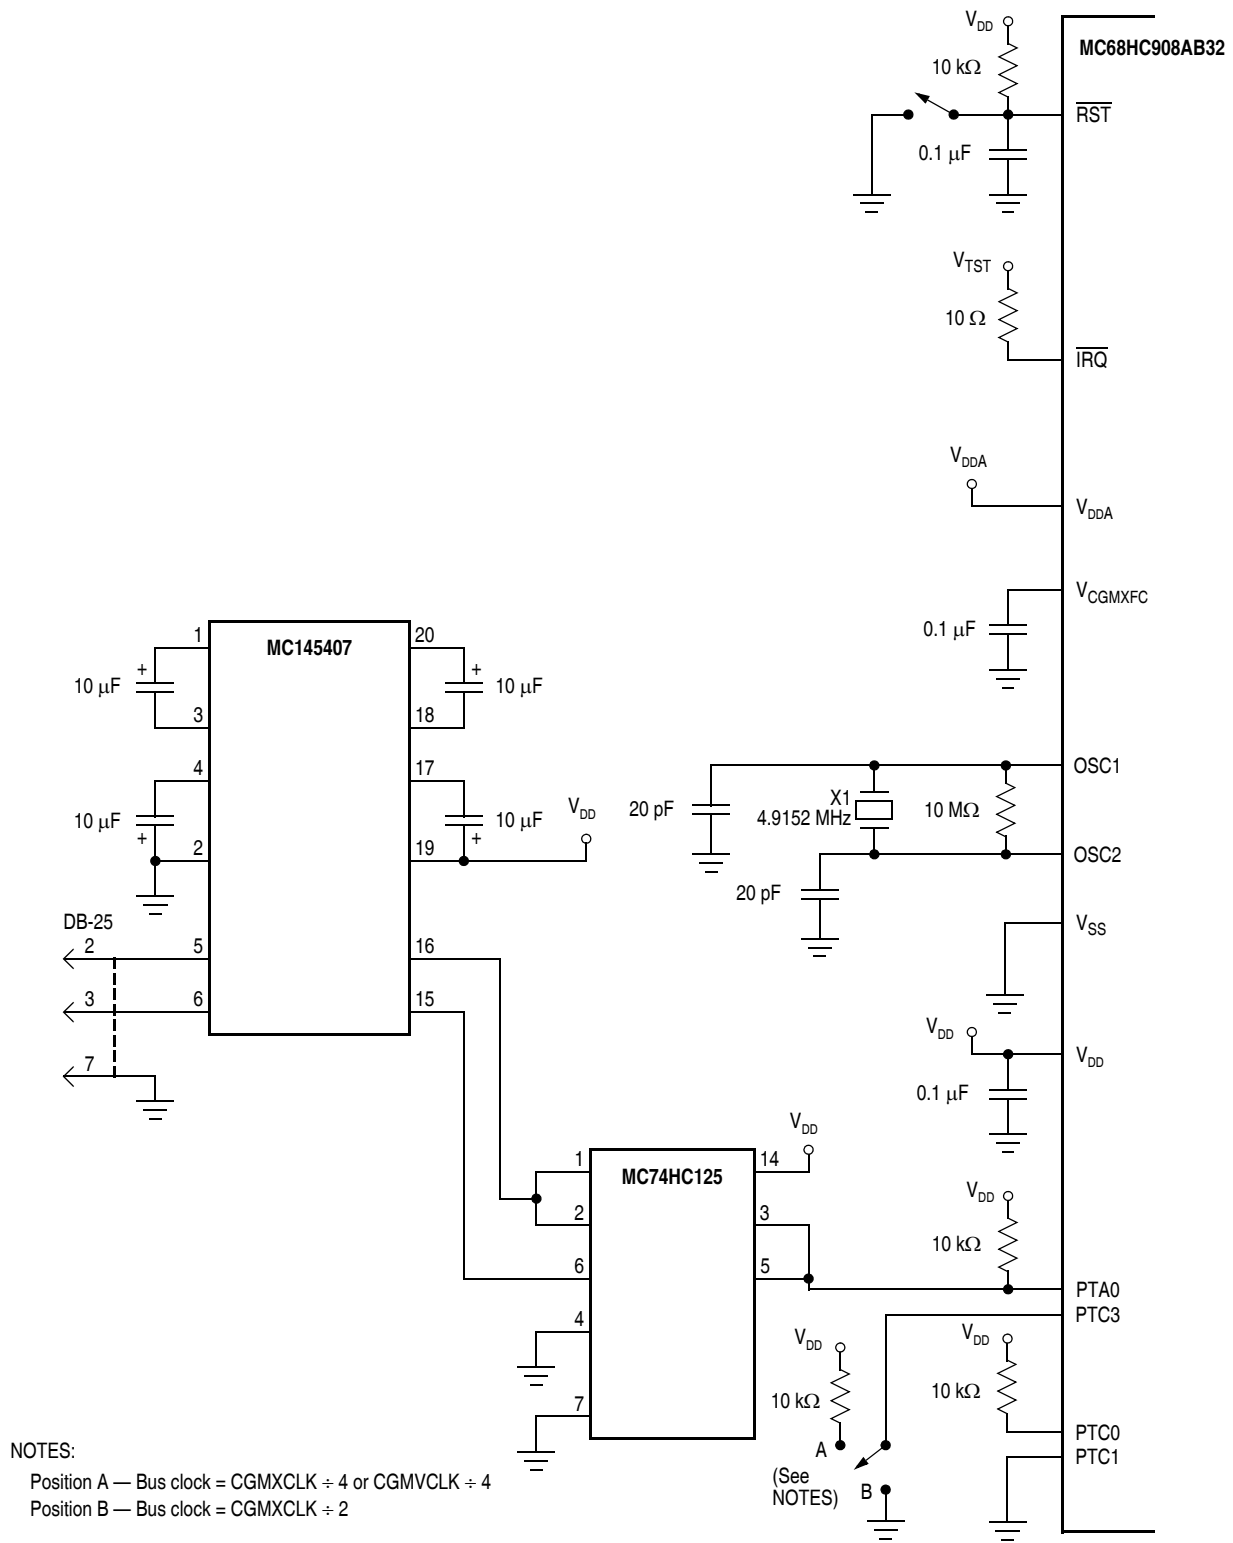 V_DD
MC68HC908AB32
10 kΩ
RST
0.1 µF
V_TST
10 Ω
IRQ
V_DDA
V_DDA
V_CGMXFC
0.1 µF
MC145407
1
20
+
+
10 µF
10 µF
3
18
4
17
OSC1
10 µF
+
10 µF
+
V_DD
20 pF
X1
4.9152 MHz
10 MΩ
2
19
OSC2
20 pF
DB-25
V_SS
2
5
16
3
6
15
V_DD
V_DD
7
0.1 µF
V_DD
1
14
MC74HC125
V_DD
2
3
10 kΩ
6
5
PTA0
4
PTC3
V_DD
V_DD
10 kΩ
10 kΩ
7
PTC0
A
PTC1
(See
NOTES)
B
NOTES:
Position A — Bus clock = CGMXCLK ÷ 4 or CGMVCLK ÷ 4
Position B — Bus clock = CGMXCLK ÷ 2